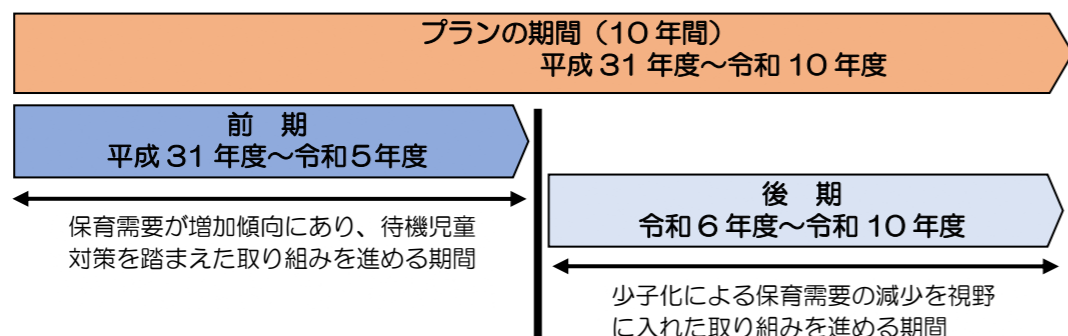 プランの期間（10年間）
平成31年度～令和10年度
前　期
平成31年度～令和5年度
保育需要が増加傾向にあり、待機児童
対策を踏まえた取り組みを進める期間
後　期
令和6年度～令和10年度
少子化による保育需要の減少を視野
に入れた取り組みを進める期間